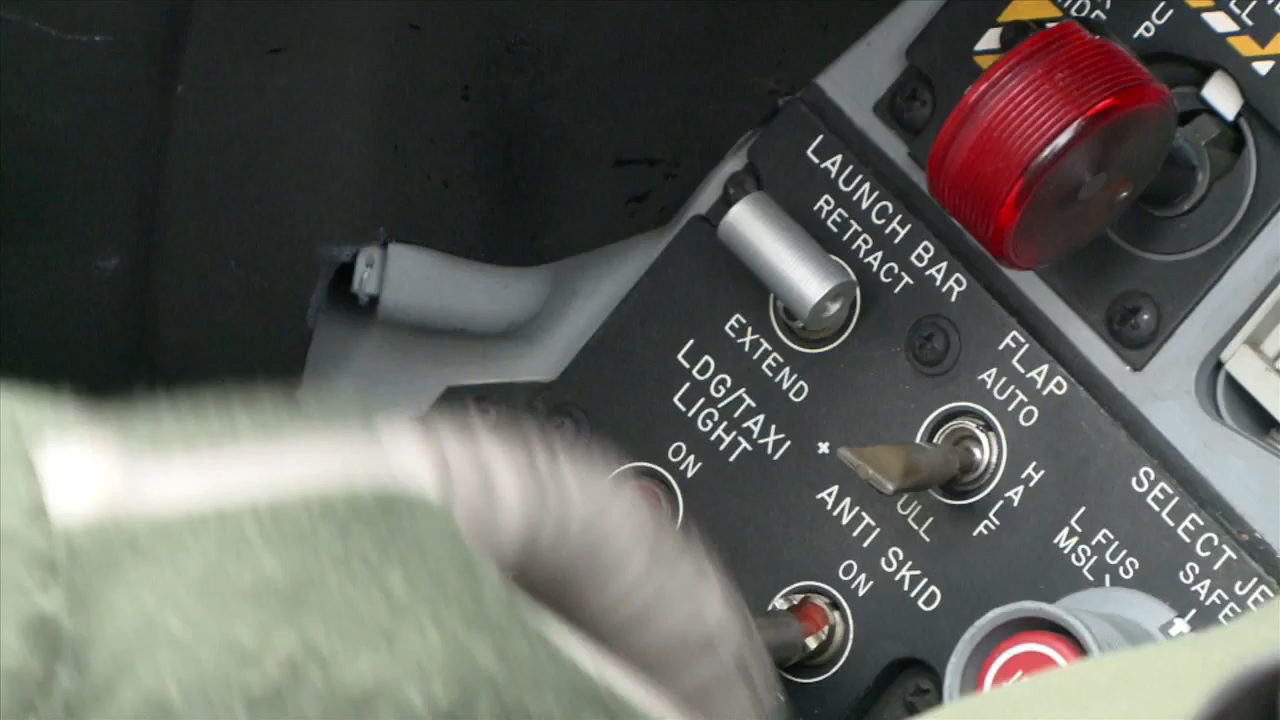 UP
LAUNCH BAR
RETRACT
EXTEND
FLAP
AUTO
HALF
ULL
LDG/TAXI
LIGHT
ON
ANTI SKID
ON
SELECT JE
L FUS
MSL
SAFE